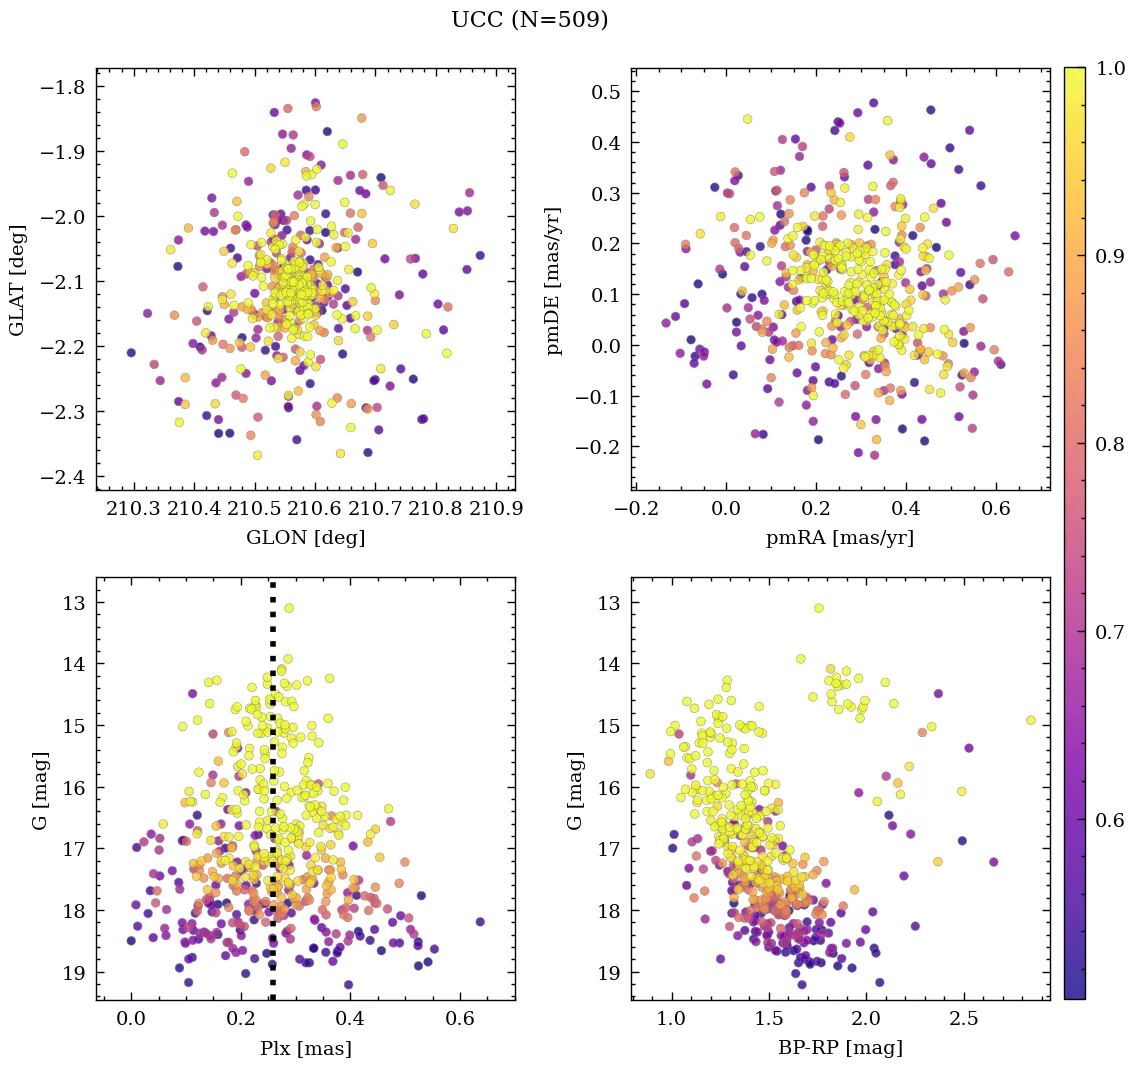 UCC (N=509)
−1.8
−1.9
−2.0
−2.1
−2.2
−2.3
−2.4
GLAT [deg]
210.3 210.4 210.5 210.6 210.7 210.8 210.9
GLON [deg]
0.5
0.4
0.3
0.2
0.1
0.0
−0.1
−0.2
pmDE [mas/yr]
−0.2 0.0 0.2 0.4 0.6
pmRA [mas/yr]
13
14
15
16
17
18
19
G [mag]
0.0 0.2 0.4 0.6
Plx [mas]
13
14
15
16
17
18
19
G [mag]
1.0 1.5 2.0 2.5
BP-RP [mag]
1.0
0.9
0.8
0.7
0.6